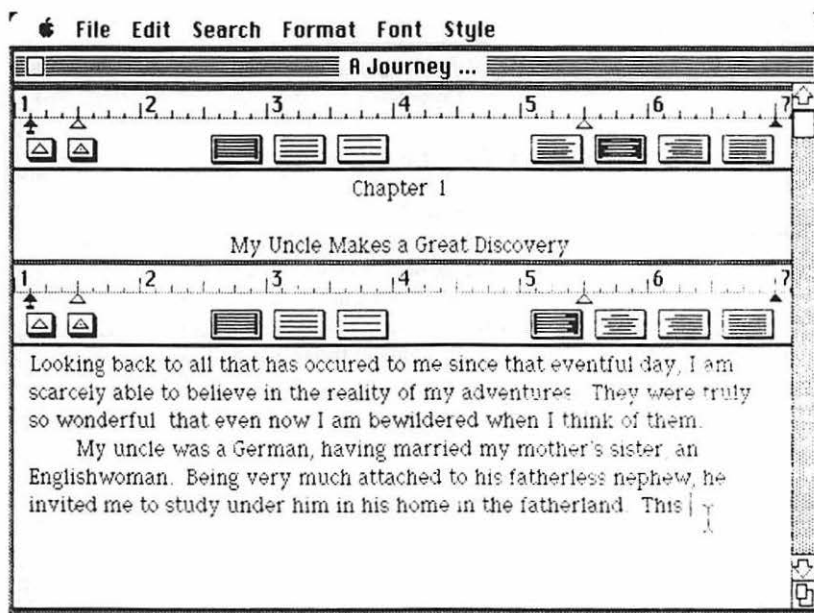 File Edit Search Format Font Style
A Journey ...
1 2 3 4 5 6 7
Chapter 1
My Uncle Makes a Great Discovery
1 2 3 4 5 6 7
Looking back to all that has occured to me since that eventful day, I am
scarcely able to believe in the reality of my adventures. They were truly
so wonderful that even now I am bewildered when I think of them.
My uncle was a German, having married my mother's sister, an
Englishwoman. Being very much attached to his fatherless nephew, he
invited me to study under him in his home in the fatherland. This